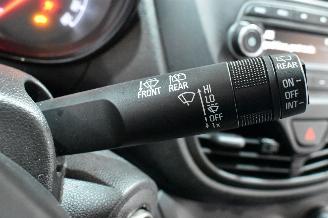 FRONT REAR
HI
LO
OFF
1x
REAR
ON
OFF
INT